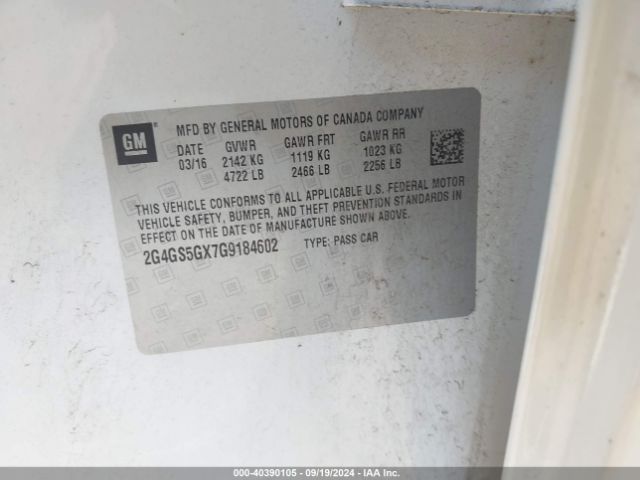 GM
MFD BY GENERAL MOTORS OF CANADA COMPANY
DATE GVWR GAWR FRT GAWR RR
03/16 2142 KG 1119 KG 1023 KG
4722 LB 2466 LB 2256 LB
THIS VEHICLE CONFORMS TO ALL APPLICABLE U.S. FEDERAL MOTOR
VEHICLE SAFETY, BUMPER, AND THEFT PREVENTION STANDARDS IN
EFFECT ON THE DATE OF MANUFACTURE SHOWN ABOVE.
2G4GS5GX7G9184602 TYPE: PASS CAR
000-40390105 - 09/19/2024 - IAA Inc.